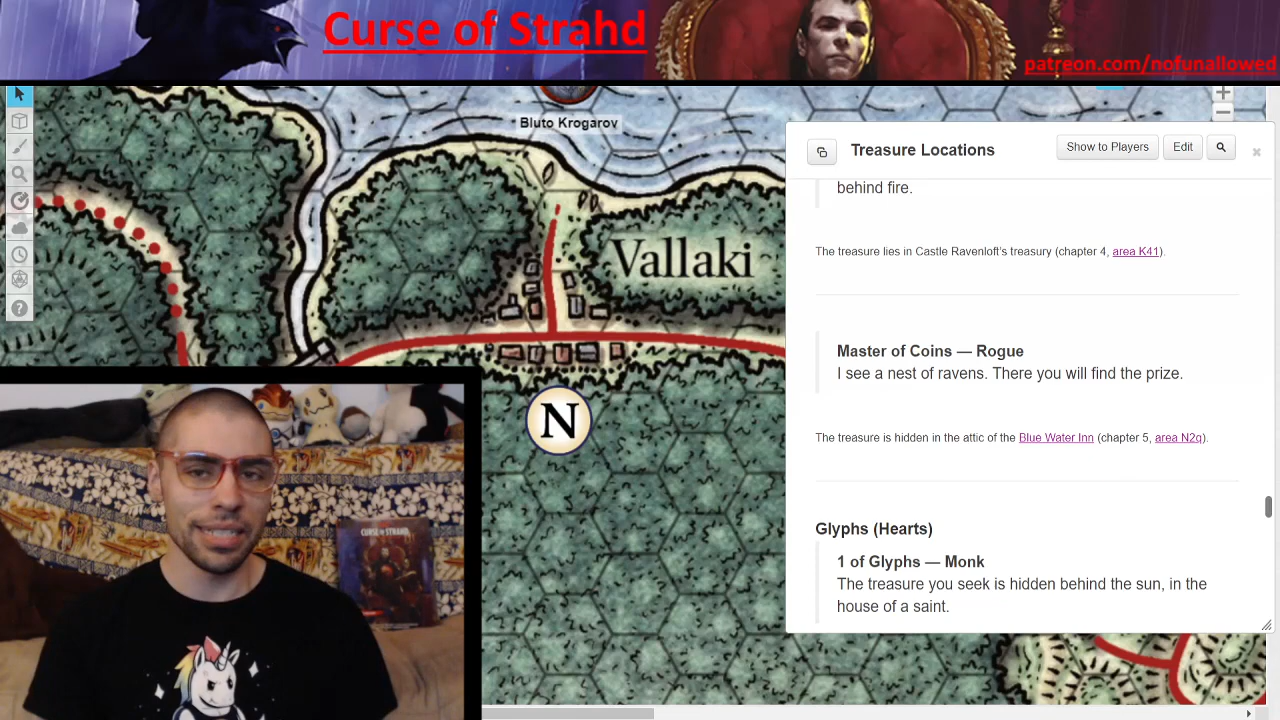 Curse of Strahd
patreon.com/nofunallowed
Bluto Krogarov
Vallaki
N
Treasure Locations
Show to Players
Edit
behind fire.
The treasure lies in Castle Ravenloft's treasury (chapter 4, area K41).
Master of Coins — Rogue
I see a nest of ravens. There you will find the prize.
The treasure is hidden in the attic of the Blue Water Inn (chapter 5, area N2q).
Glyphs (Hearts)
1 of Glyphs — Monk
The treasure you seek is hidden behind the sun, in the
house of a saint.
CURSE OF STRAHD